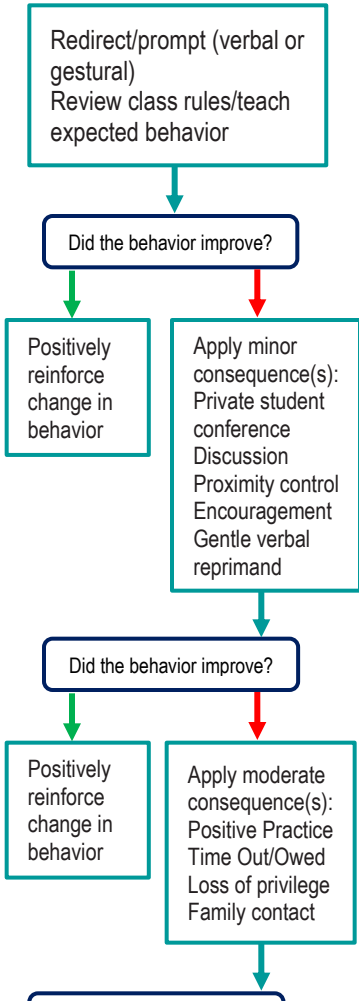 Redirect/prompt (verbal or
gestural)
Review class rules/teach
expected behavior
Did the behavior improve?
Positively
reinforce
change in
behavior
Apply minor
consequence(s):
Private student
conference
Discussion
Proximity control
Encouragement
Gentle verbal
reprimand
Did the behavior improve?
Positively
reinforce
change in
behavior
Apply moderate
consequence(s):
Positive Practice
Time Out/Owed
Loss of privilege
Family contact